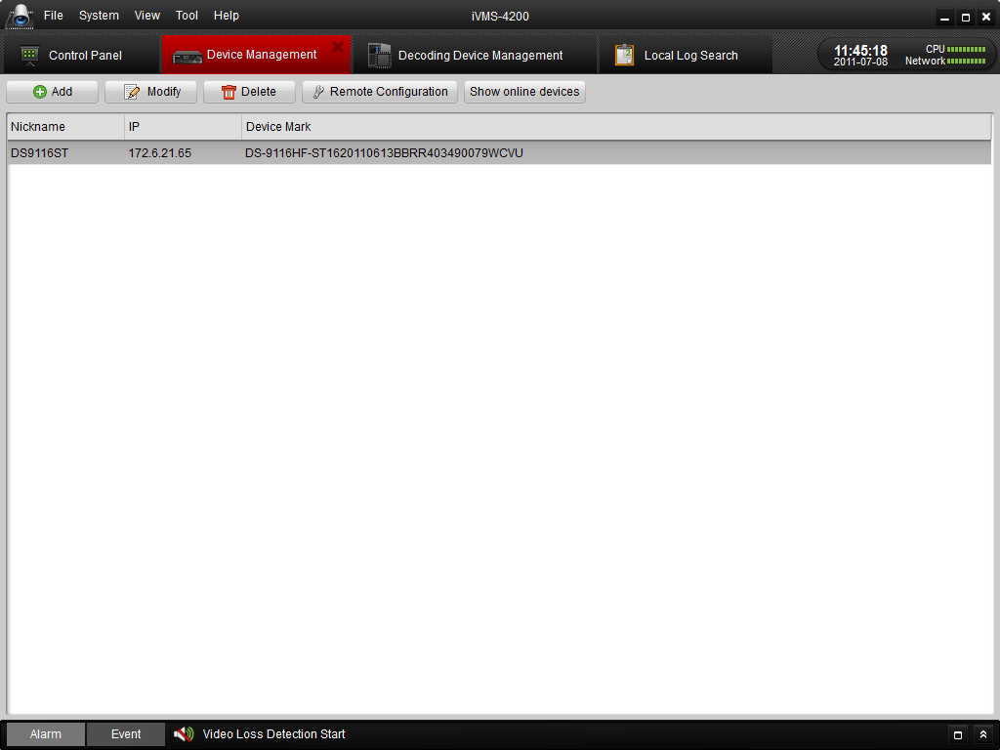 File System View Tool Help iVMS-4200
Control Panel Device Management Decoding Device Management Local Log Search 11:45:18 CPU
2011-07-08 Network
Add Modify Delete Remote Configuration Show online devices
Nickname IP Device Mark
DS9116ST 172.6.21.65 DS-9116HF-ST1620110613BBRR403490079WCVU
Alarm Event Video Loss Detection Start